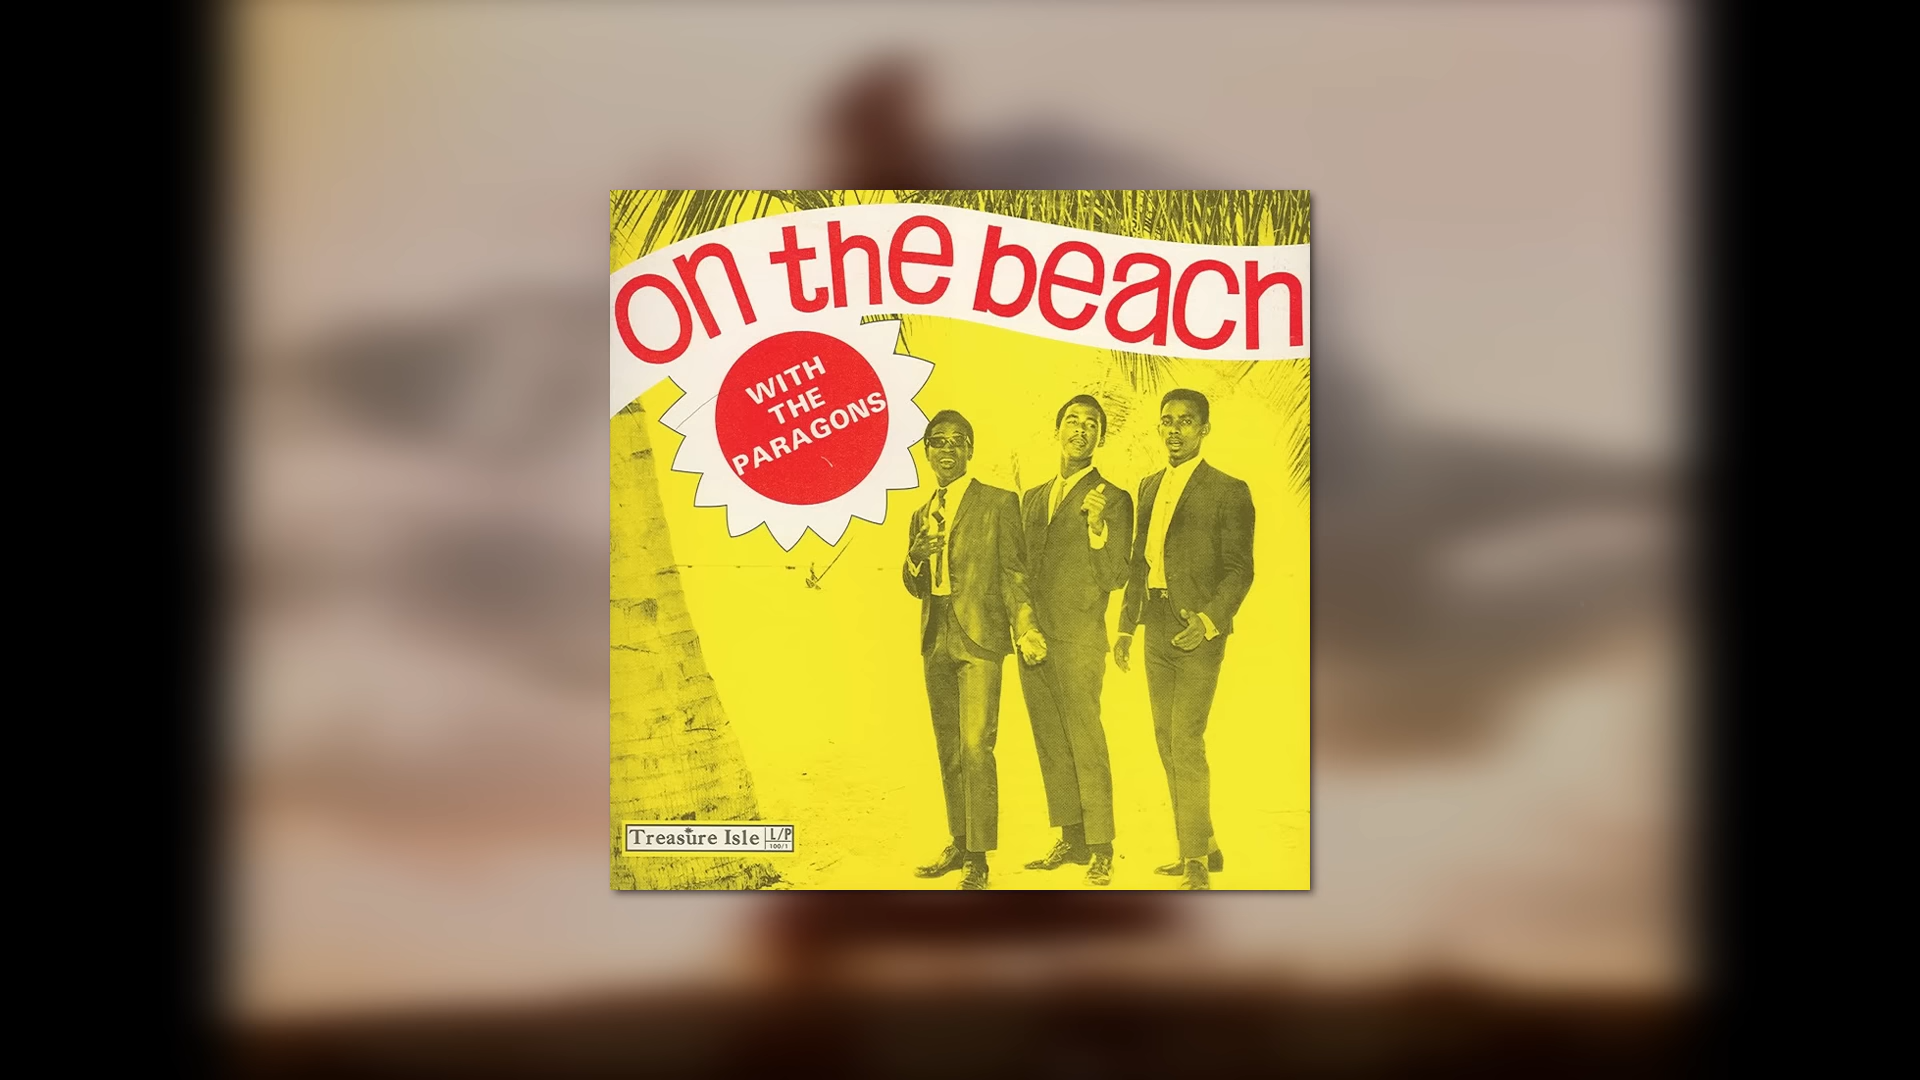 on the beach
WITH
THE
PARAGONS
Treasure Isle
L/P
100/1